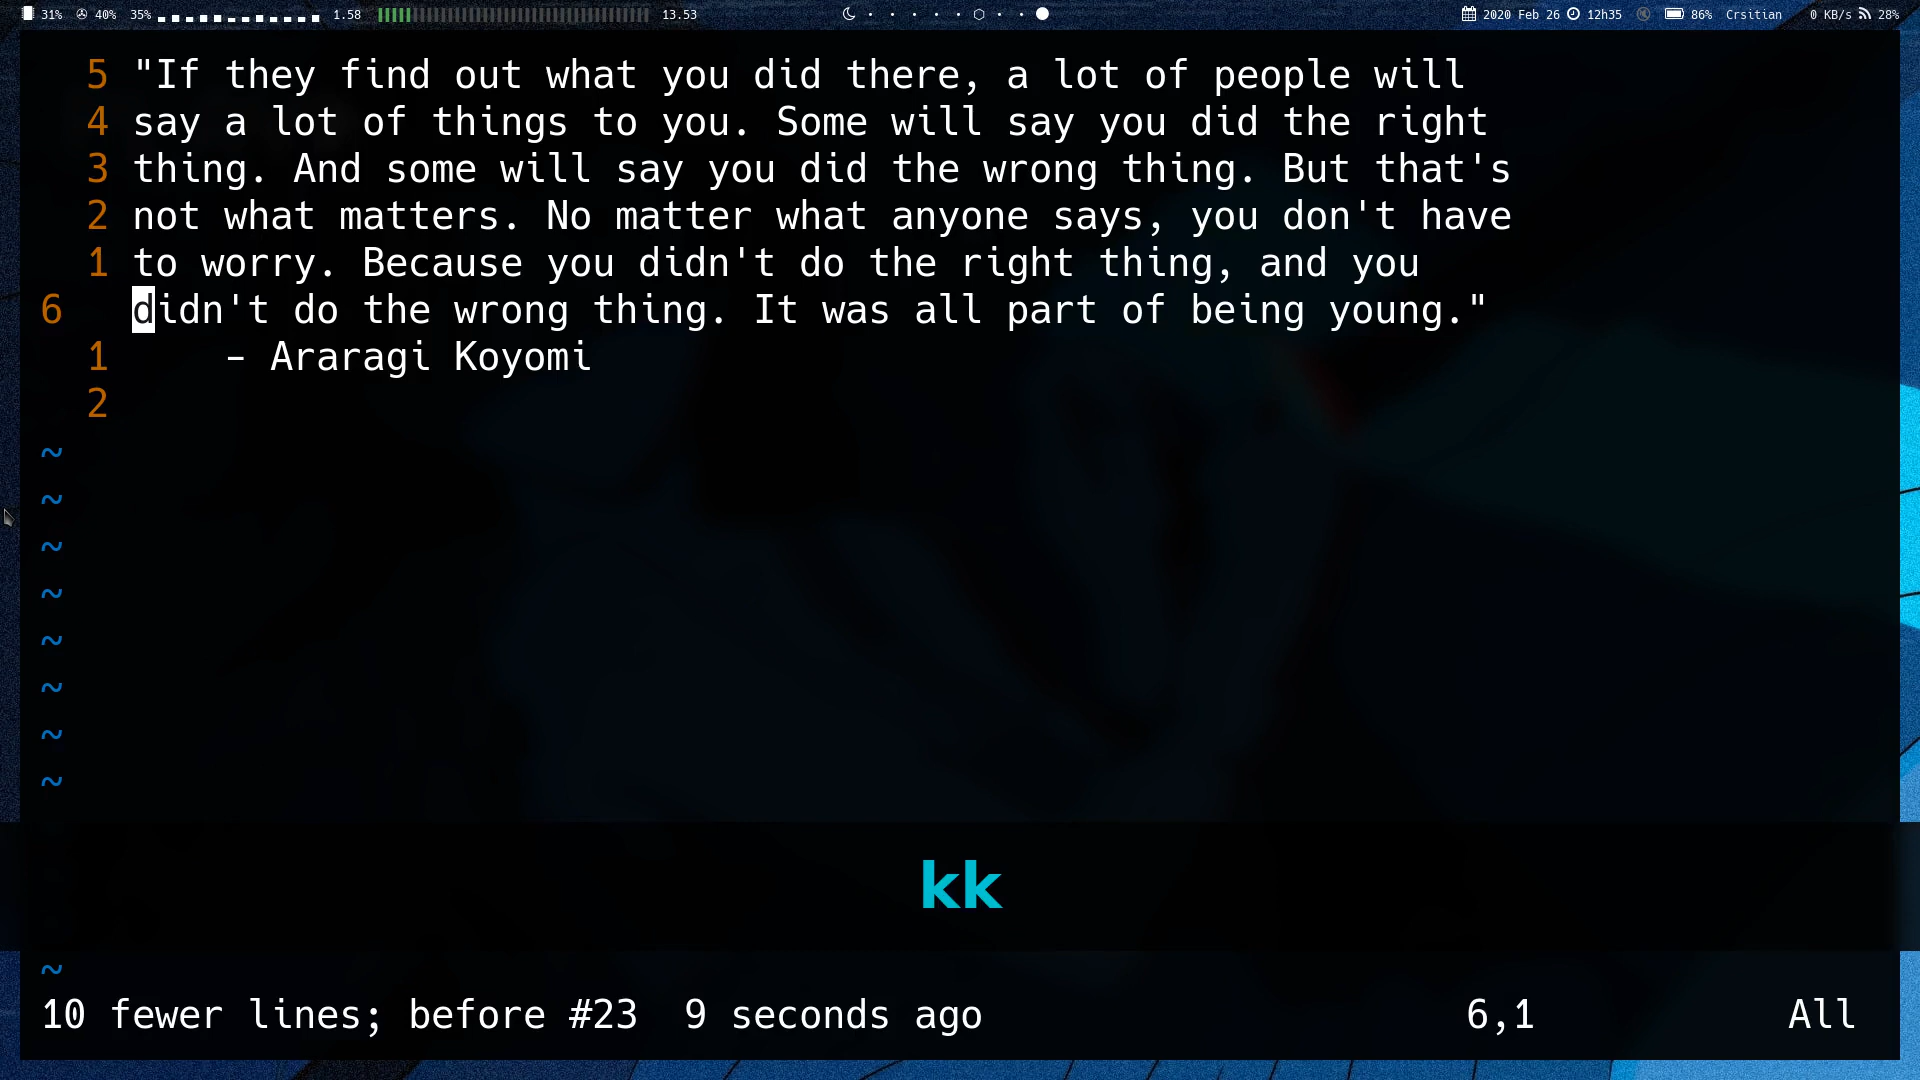 31% 40% 35% 1.58 13.53 2020 Feb 26 12h35 86% Crsitian 0 KB/s 28%
5 "If they find out what you did there, a lot of people will
4 say a lot of things to you. Some will say you did the right
3 thing. And some will say you did the wrong thing. But that's
2 not what matters. No matter what anyone says, you don't have
1 to worry. Because you didn't do the right thing, and you
6 didn't do the wrong thing. It was all part of being young."
1 - Araragi Koyomi
2
~
~
~
~
~
~
~
~
kk
~
10 fewer lines; before #23 9 seconds ago 6,1 All